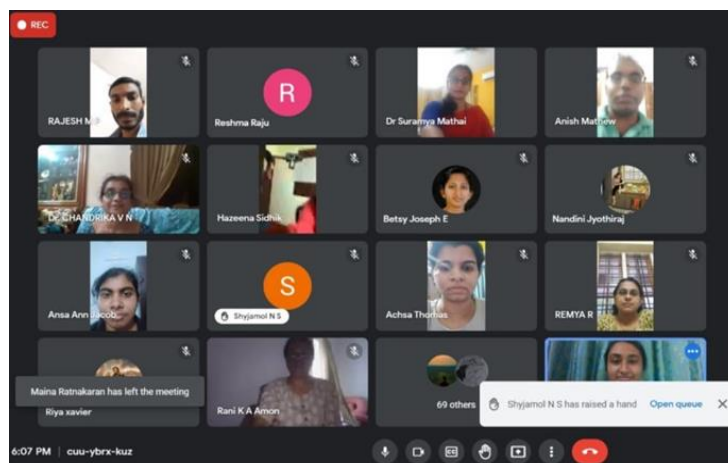 REC
RAJESH M
R
Reshma Raju
Dr Suramya Mathai
Anish Mathew
Dr. CHANDRIKA V N
Hazeena Sidhik
Betsy Joseph E
Nandini Jyothiraj
Ansa Ann Jacob
S
Shyjamol N S
Achsa Thomas
REMYA R
Maina Ratnakaran has left the meeting
Riya xavier
Rani K A Amon
69 others
Shyjamol N S has raised a hand Open queue
6:07 PM | cuu-ybrx-kuz